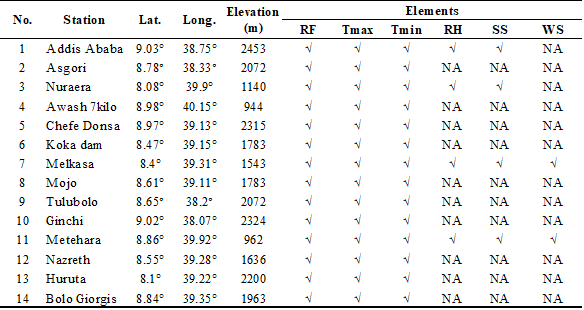 No. Station Lat. Long. Elevation (m) Elements
RF Tmax Tmin RH SS WS
1 Addis Ababa 9.03° 38.75° 2453 √ √ √ √ √ NA
2 Asgori 8.78° 38.33° 2072 √ √ √ NA NA NA
3 Nuraera 8.08° 39.9° 1140 √ √ √ √ √ NA
4 Awash 7kilo 8.98° 40.15° 944 √ √ √ NA NA NA
5 Chefe Donsa 8.97° 39.13° 2315 √ √ √ NA NA NA
6 Koka dam 8.47° 39.15° 1783 √ √ √ NA NA NA
7 Melkasa 8.4° 39.31° 1543 √ √ √ √ √ √
8 Mojo 8.61° 39.11° 1783 √ √ √ NA NA NA
9 Tulubolo 8.65° 38.2° 2072 √ √ √ NA NA NA
10 Ginchi 9.02° 38.07° 2324 √ √ √ NA NA NA
11 Metehara 8.86° 39.92° 962 √ √ √ √ √ √
12 Nazreth 8.55° 39.28° 1636 √ √ √ NA NA NA
13 Huruta 8.1° 39.22° 2200 √ √ √ NA NA NA
14 Bolo Giorgis 8.84° 39.35° 1963 √ √ √ NA NA NA